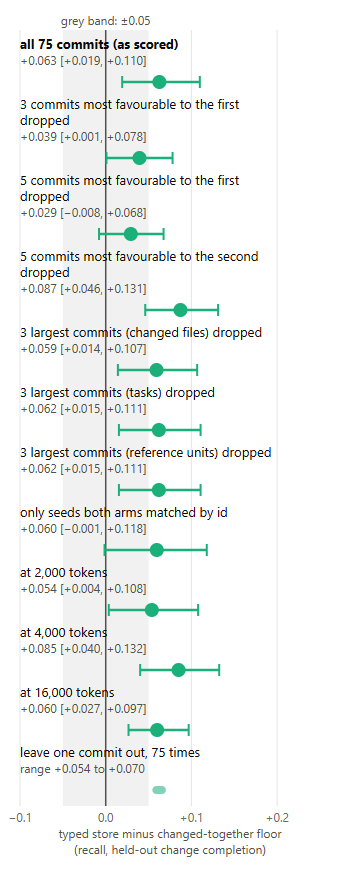 grey band: ±0.05
all 75 commits (as scored)
+0.063 [+0.019, +0.110]
3 commits most favourable to the first
dropped
+0.039 [+0.001, +0.078]
5 commits most favourable to the first
dropped
+0.029 [−0.008, +0.068]
5 commits most favourable to the second
dropped
+0.087 [+0.046, +0.131]
3 largest commits (changed files) dropped
+0.059 [+0.014, +0.107]
3 largest commits (tasks) dropped
+0.062 [+0.015, +0.111]
3 largest commits (reference units) dropped
+0.062 [+0.015, +0.111]
only seeds both arms matched by id
+0.060 [−0.001, +0.118]
at 2,000 tokens
+0.054 [+0.004, +0.108]
at 4,000 tokens
+0.085 [+0.040, +0.132]
at 16,000 tokens
+0.060 [+0.027, +0.097]
leave one commit out, 75 times
range +0.054 to +0.070
−0.1 0.0 +0.1 +0.2
typed store minus changed-together floor
(recall, held-out change completion)